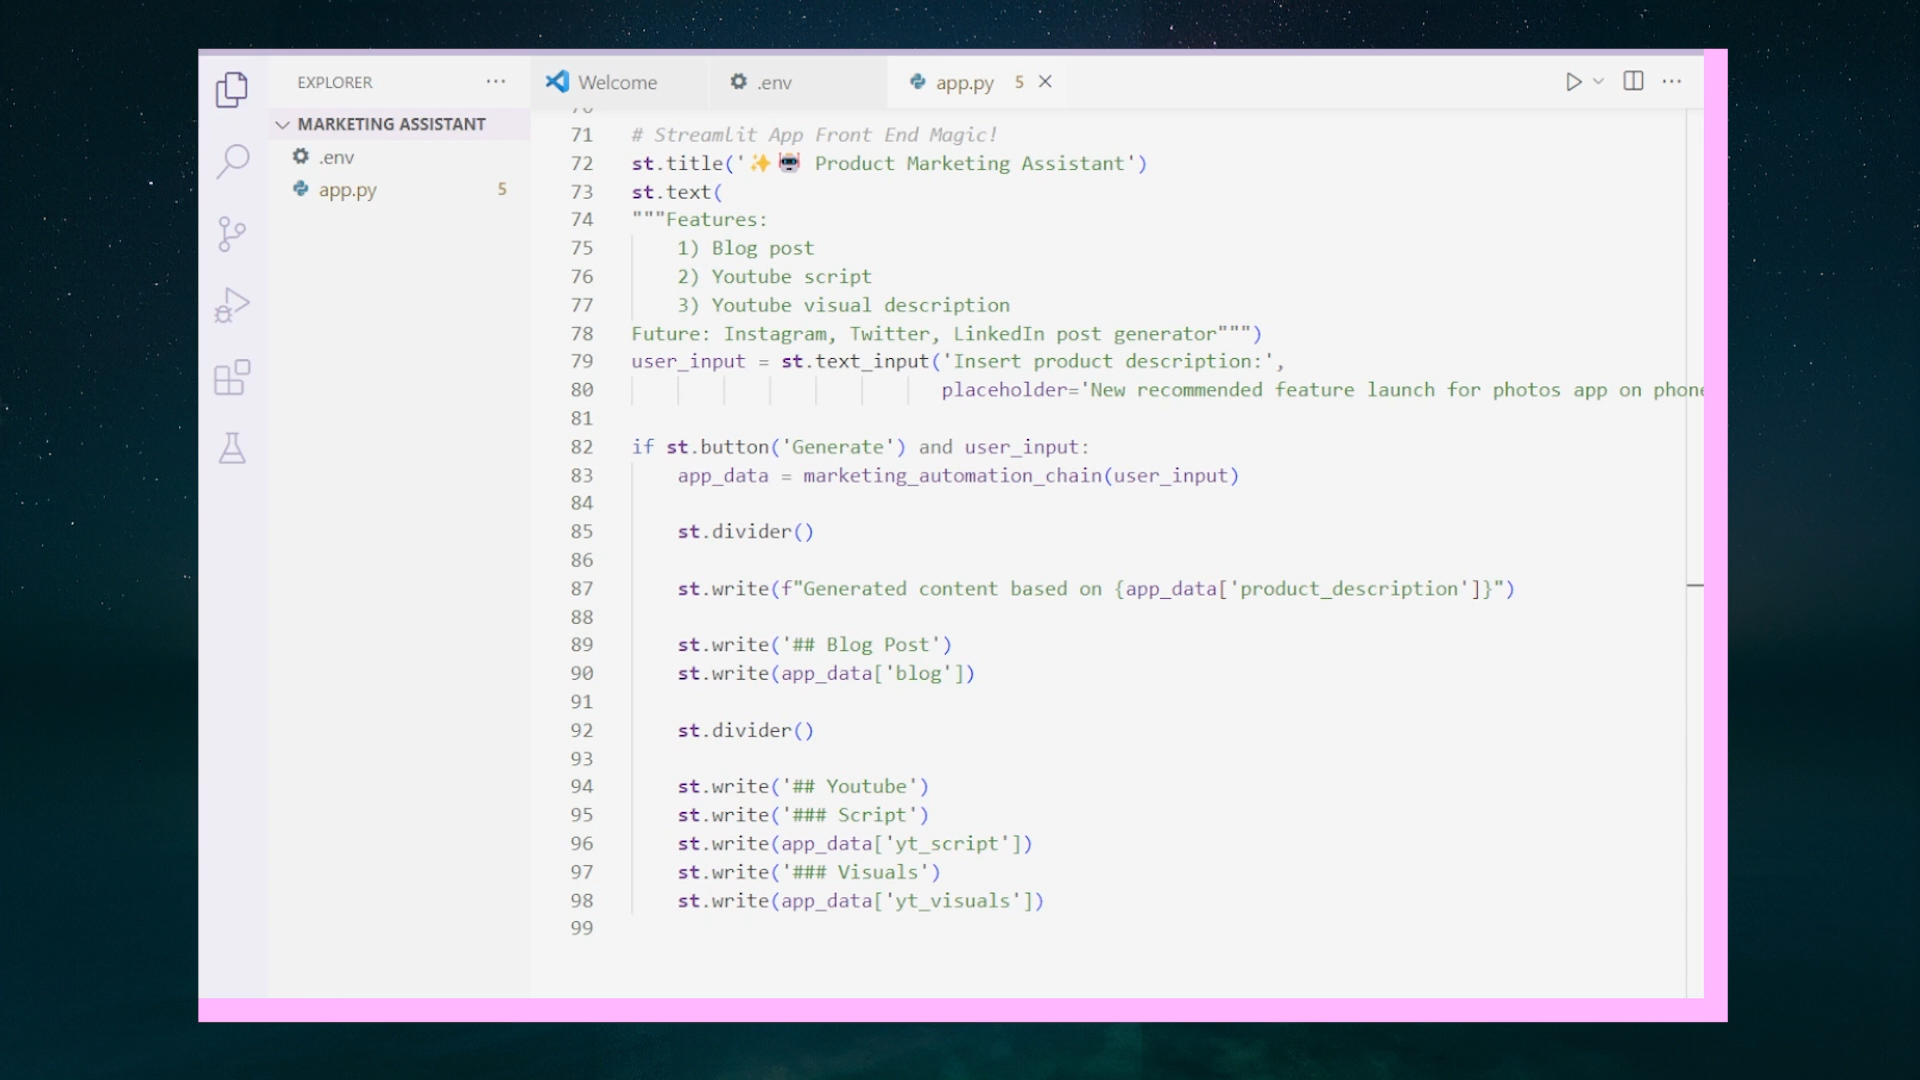 EXPLORER
Welcome
.env
app.py 5
MARKETING ASSISTANT
.env
app.py 5
71 # Streamlit App Front End Magic!
72 st.title('✨🤖 Product Marketing Assistant')
73 st.text(
74 """Features:
75 1) Blog post
76 2) Youtube script
77 3) Youtube visual description
78 Future: Instagram, Twitter, LinkedIn post generator""")
79 user_input = st.text_input('Insert product description:',
80 placeholder='New recommended feature launch for photos app on phone
81
82 if st.button('Generate') and user_input:
83 app_data = marketing_automation_chain(user_input)
84
85 st.divider()
86
87 st.write(f"Generated content based on {app_data['product_description']}")
88
89 st.write('## Blog Post')
90 st.write(app_data['blog'])
91
92 st.divider()
93
94 st.write('## Youtube')
95 st.write('### Script')
96 st.write(app_data['yt_script'])
97 st.write('### Visuals')
98 st.write(app_data['yt_visuals'])
99